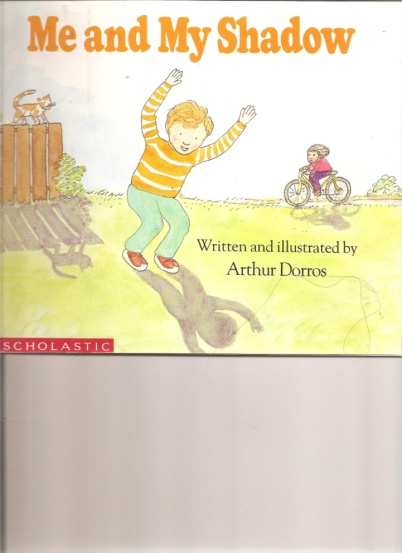 Me and My Shadow
Written and illustrated by
Arthur Dorros
SCHOLASTIC